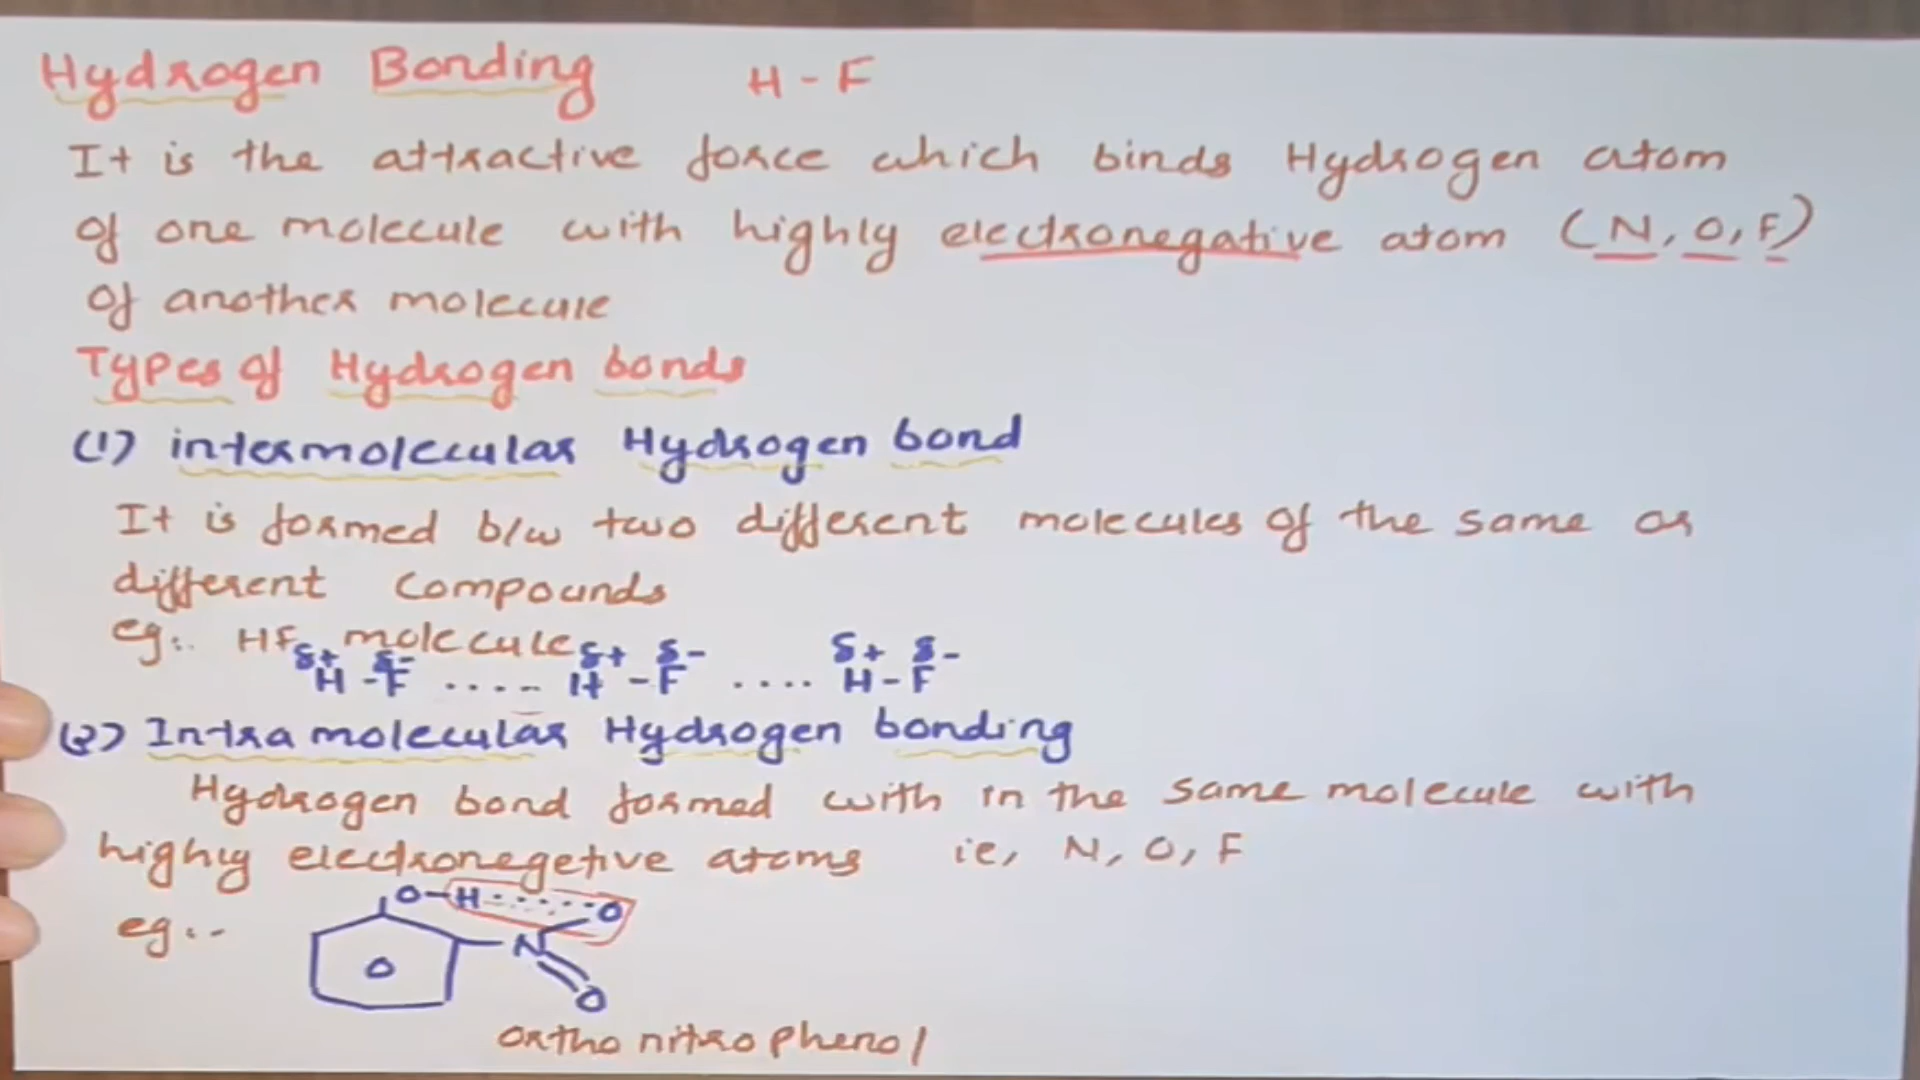 Hydrogen Bonding H-F
It is the attractive force which binds Hydrogen atom
of one molecule with highly electronegative atom (N, O, F)
of another molecule
Types of Hydrogen bonds
(1) intermolecular Hydrogen bond
It is formed b/w two different molecules of the same or
different compounds
eg:. HF molecule
δ+ δ- δ+ δ- δ+ δ-
H-F ..... H-F .... H-F
(2) Intra molecular Hydrogen bonding
Hydrogen bond formed with in the same molecule with
highly electronegetive atoms ie, N, O, F
eg:-
O-H.......O
N
O
ortho nitro phenol